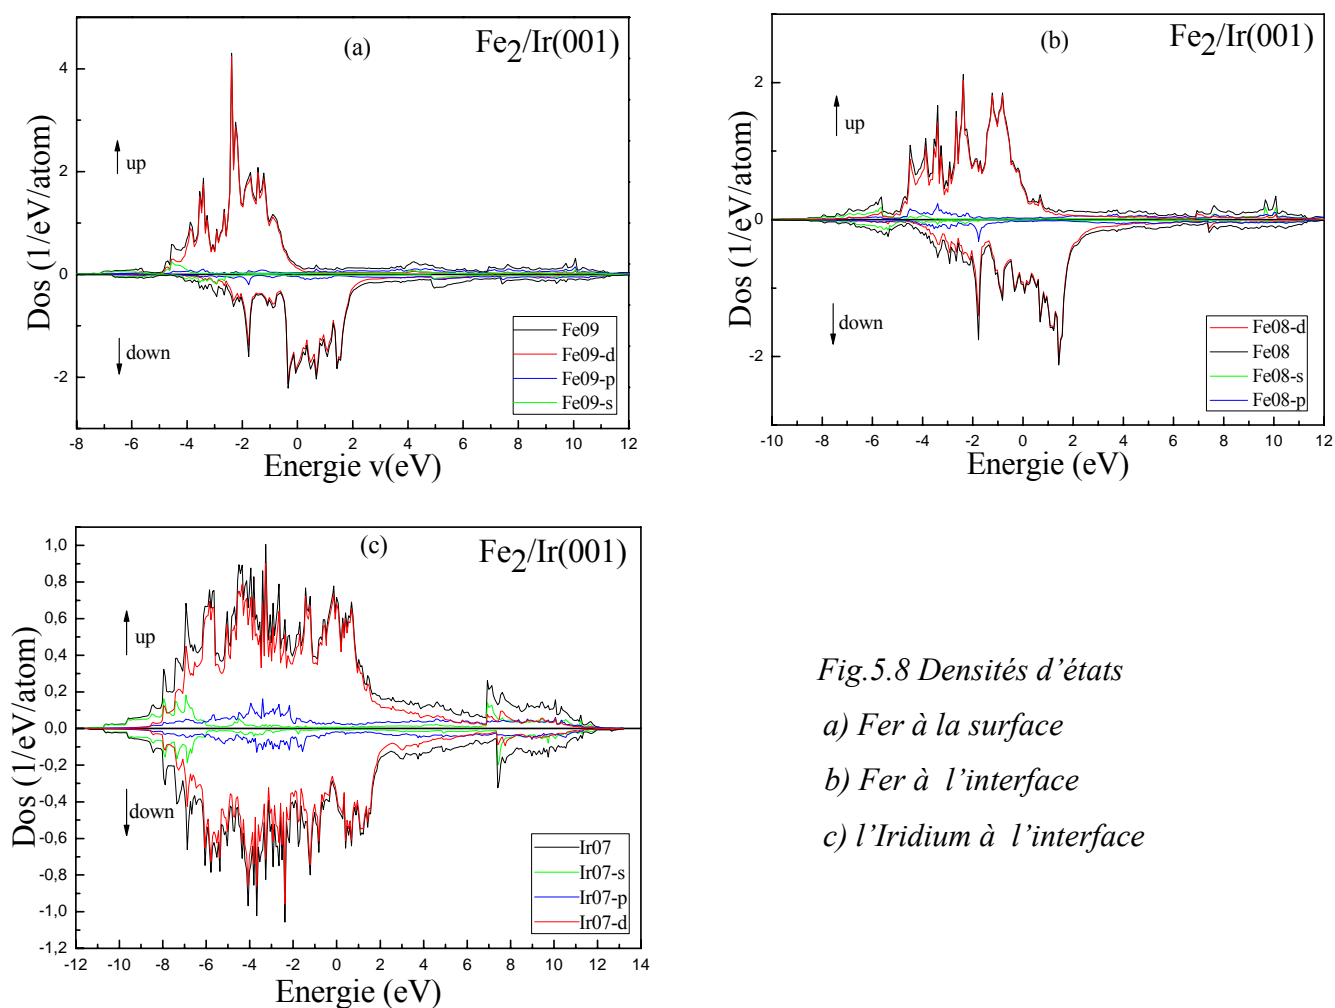 (a)
Fe2/Ir(001)
4
2
0
-2
Dos (1/eV/atom)
up
down
Fe09
Fe09-d
Fe09-p
Fe09-s
-8 -6 -4 -2 0 2 4 6 8 10 12
Energie v(eV)
(b)
Fe2/Ir(001)
2
0
-2
Dos (1/eV/atom)
up
down
Fe08-d
Fe08
Fe08-s
Fe08-p
-10 -8 -6 -4 -2 0 2 4 6 8 10 12
Energie (eV)
(c)
Fe2/Ir(001)
1,0
0,8
0,6
0,4
0,2
0,0
-0,2
-0,4
-0,6
-0,8
-1,0
-1,2
Dos (1/eV/atom)
up
down
Ir07
Ir07-s
Ir07-p
Ir07-d
-12 -10 -8 -6 -4 -2 0 2 4 6 8 10 12 14
Energie (eV)
Fig.5.8 Densités d’états
a) Fer à la surface
b) Fer à l’interface
c) l’Iridium à l’interface